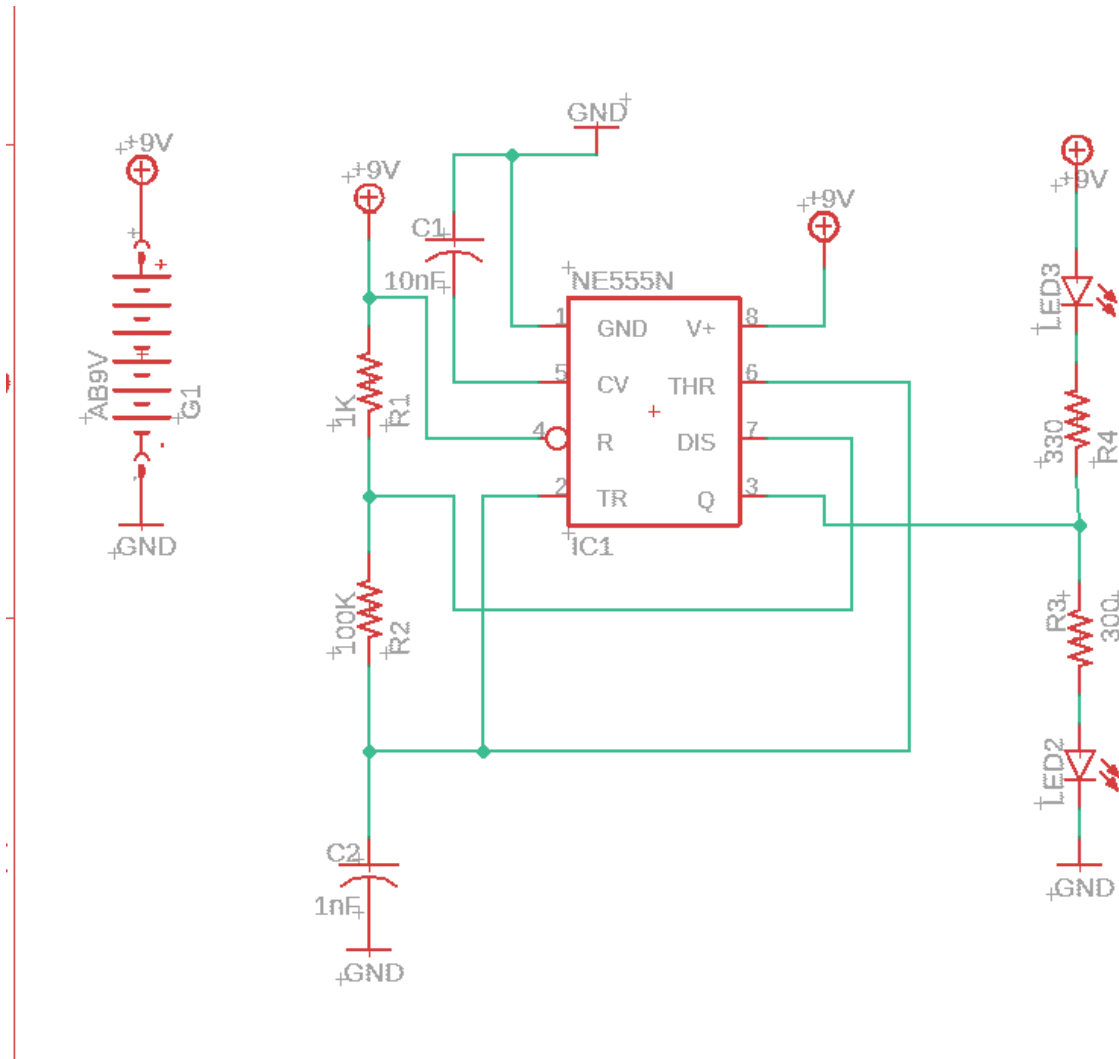 GND
+9V
+9V
+9V
+9V
C1
10nF
NE555N
1
GND
V+
8
5
CV
THR
6
4
R
DIS
7
2
TR
Q
3
IC1
AB9V
G1
GND
1K
R1
100K
R2
C2
1nF
GND
LED3
330
R4
R3
300
LED2
GND